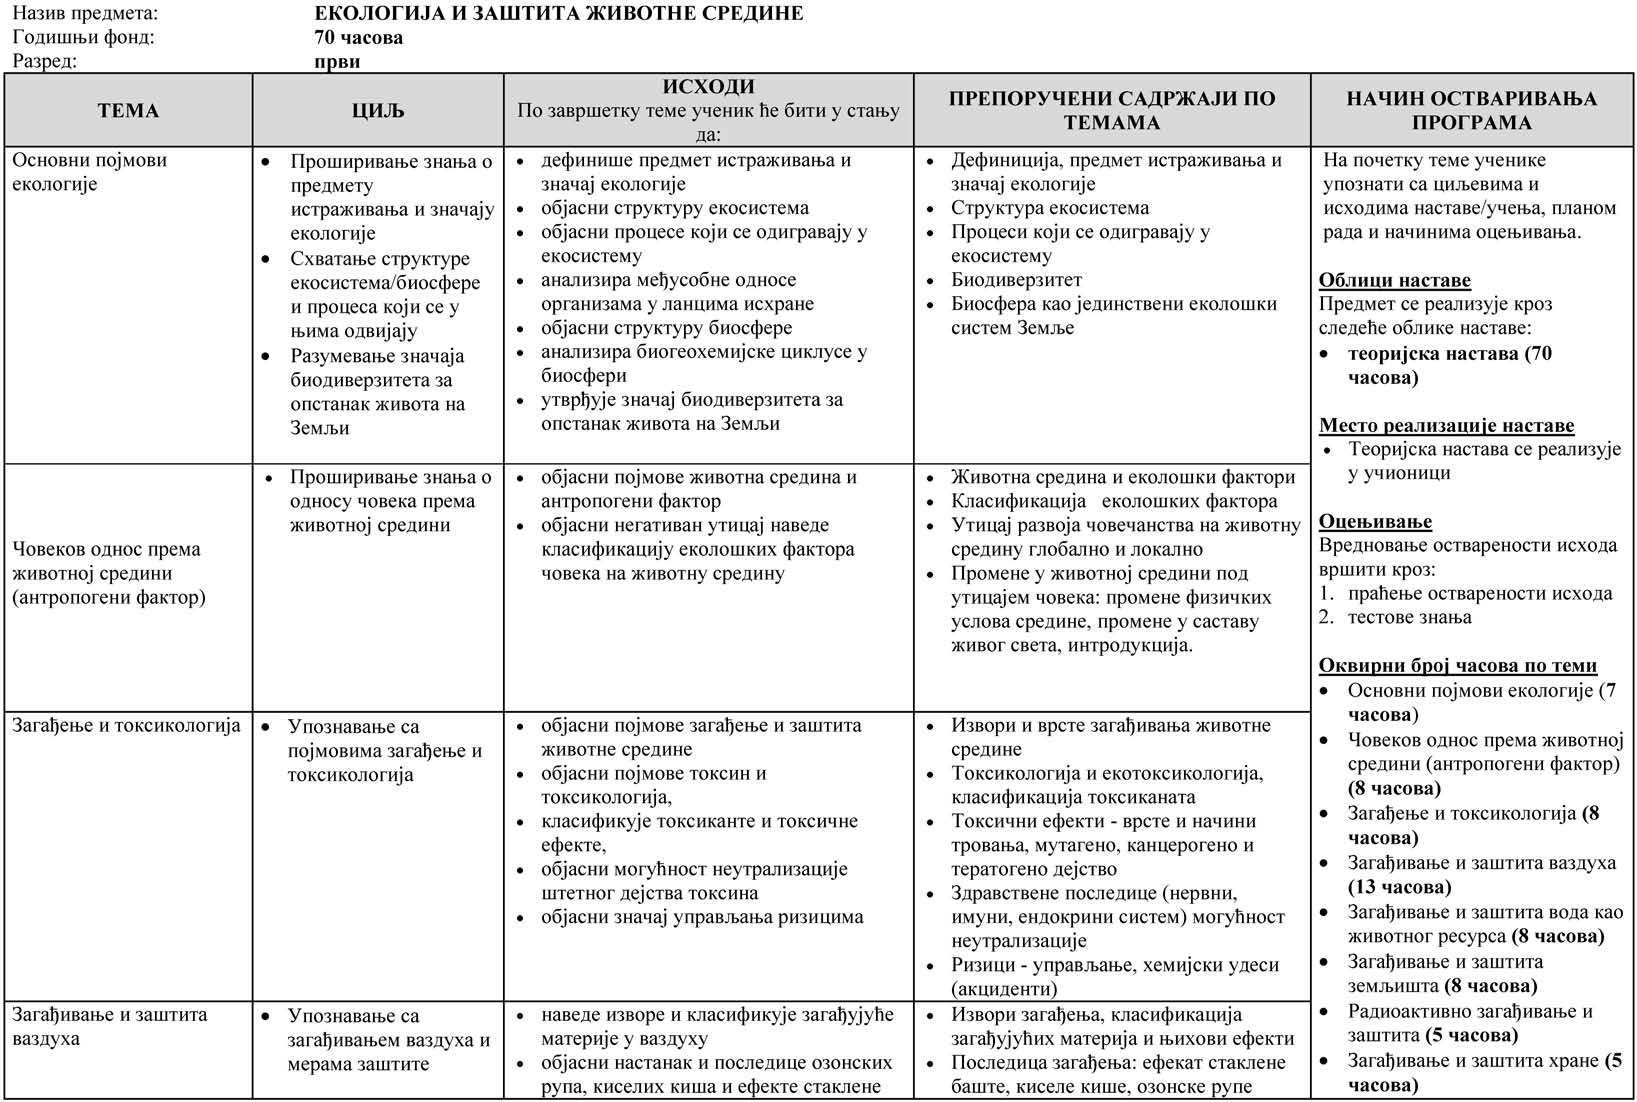 Назив предмета: ЕКОЛОГИЈА И ЗАШТИТА ЖИВОТНЕ СРЕДИНЕ
Годишњи фонд: 70 часова
Разред: први
ТЕМА
ЦИЉ
ИСХОДИ
По завршетку теме ученик ће бити у стању
да:
ПРЕПОРУЧЕНИ САДРЖАЈИ ПО
ТЕМАМА
НАЧИН ОСТВАРИВАЊА
ПРОГРАМА
Основни појмови
екологије
• Проширивање знања о
предмету
истраживања и значају
екологије
• Схватање структуре
екосистема/биосфере
и процеса који се у
њима одвијају
• Разумевање значаја
биодиверзитета за
опстанак живота на
Земљи
• дефинише предмет истраживања и
значај екологије
• објасни структуру екосистема
• објасни процесе који се одигравају у
екосистему
• анализира међусобне односе
организама у ланцима исхране
• објасни структуру биосфере
• анализира биогеохемијске циклусе у
биосфери
• утврђује значај биодиверзитета за
опстанак живота на Земљи
• Дефиниција, предмет истраживања и
значај екологије
• Структура екосистема
• Процеси који се одигравају у
екосистему
• Биодиверзитет
• Биосфера као јединствени еколошки
систем Земље
Човеков однос према
животној средини
(антропогени фактор)
• Проширивање знања о
односу човека према
животној средини
• објасни појмове животна средина и
антропогени фактор
• објасни негативан утицај наведе
класификацију еколошких фактора
човека на животну средину
• Животна средина и еколошки фактори
• Класификација еколошких фактора
• Утицај развоја човечанства на животну
средину глобално и локално
• Промене у животној средини под
утицајем човека: промене физичких
услова средине, промене у саставу
живог света, интродукција.
Загађење и токсикологија
• Упознавање са
појмовима загађење и
токсикологија
• објасни појмове загађење и заштита
животне средине
• објасни појмове токсин и
токсикологија,
• класификује токсиканте и токсичне
ефекте,
• објасни могућност неутрализације
штетног дејства токсина
• објасни значај управљања ризицима
• Извори и врсте загађивања животне
средине
• Токсикологија и екотоксикологија,
класификација токсиканата
• Токсични ефекти - врсте и начини
тровања, мутагено, канцерогено и
тератогено дејство
• Здравствене последице (нервни,
имуни, ендокрини систем) могућност
неутрализације
• Ризици - управљање, хемијски удеси
(акциденти)
Загађивање и заштита
ваздуха
• Упознавање са
загађивањем ваздуха и
мерама заштите
• наведе изворе и класификује загађујуће
материје у ваздуху
• објасни настанак и последице озонских
рупа, киселих киша и ефекте стаклене
• Извори загађења, класификација
загађујућих материја и њихови ефекти
• Последица загађења: ефекат стаклене
баште, киселе кише, озонске рупе
На почетку теме ученике
упознати са циљевима и
исходима наставе/учења, планом
рада и начинима оцењивања.
Облици наставе
Предмет се реализује кроз
следеће облике наставе:
• теоријска настава (70
часова)
Место реализације наставе
• Теоријска настава се реализује
у учионици
Оцењивање
Вредновање остварености исхода
вршити кроз:
1. праћење остварености исхода
2. тестове знања
Оквирни број часова по теми
• Основни појмови екологије (7
часова)
• Човеков однос према животној
средини (антропогени фактор)
(8 часова)
• Загађење и токсикологија (8
часова)
• Загађивање и заштита ваздуха
(13 часова)
• Загађивање и заштита вода као
животног ресурса (8 часова)
• Загађивање и заштита
земљишта (8 часова)
• Радиоактивно загађивање и
заштита (5 часова)
• Загађивање и заштита хране (5
часова)